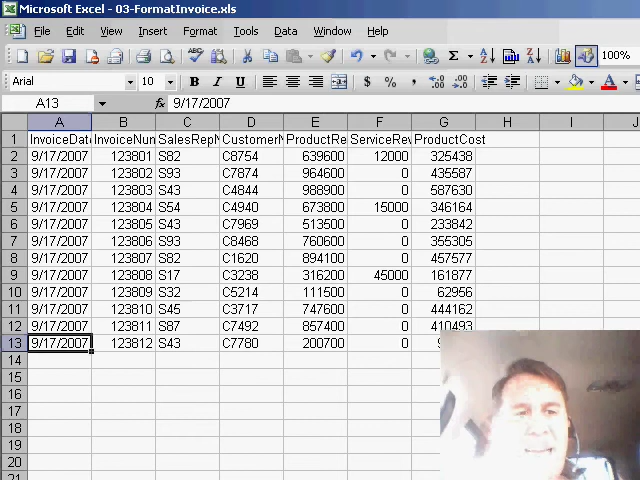 Microsoft Excel - 03-FormatInvoice.xls
File Edit View Insert Format Tools Data Window Help
100%
Arial 10 B I U $ % , A
A13 fx 9/17/2007
A B C D E F G H I J
1 InvoiceDate InvoiceNun SalesRepN CustomerN ProductRe ServiceRev ProductCost
2 9/17/2007 123801 S82 C8754 639600 12000 325438
3 9/17/2007 123802 S93 C7874 964600 0 435587
4 9/17/2007 123803 S43 C4844 988900 0 587630
5 9/17/2007 123804 S54 C4940 673800 15000 346164
6 9/17/2007 123805 S43 C7969 513500 0 233842
7 9/17/2007 123806 S93 C8468 760600 0 355305
8 9/17/2007 123807 S82 C1620 894100 0 457577
9 9/17/2007 123808 S17 C3238 316200 45000 161877
10 9/17/2007 123809 S32 C5214 111500 0 62956
11 9/17/2007 123810 S45 C3717 747600 0 444162
12 9/17/2007 123811 S87 C7492 857400 0 410493
13 9/17/2007 123812 S43 C7780 200700 0
14
15
16
17
18
19
20
21